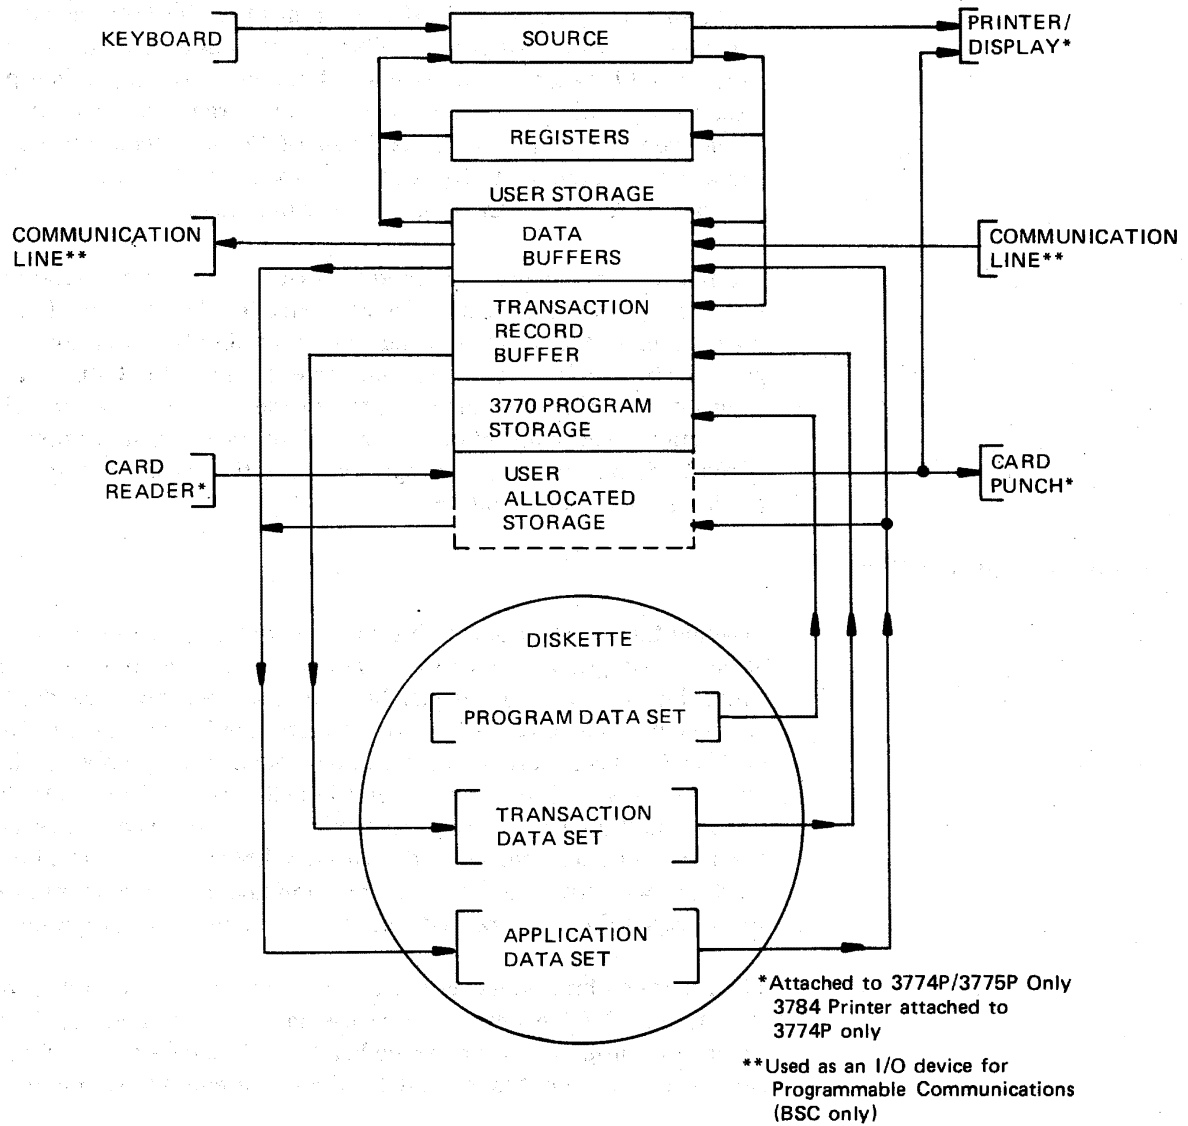 KEYBOARD
SOURCE
PRINTER/
DISPLAY*
REGISTERS
USER STORAGE
COMMUNICATION
LINE**
DATA
BUFFERS
COMMUNICATION
LINE**
TRANSACTION
RECORD
BUFFER
3770 PROGRAM
STORAGE
CARD
READER*
USER
ALLOCATED
STORAGE
CARD
PUNCH*
DISKETTE
PROGRAM DATA SET
TRANSACTION
DATA SET
APPLICATION
DATA SET
*Attached to 3774P/3775P Only
3784 Printer attached to
3774P only
**Used as an I/O device for
Programmable Communications
(BSC only)